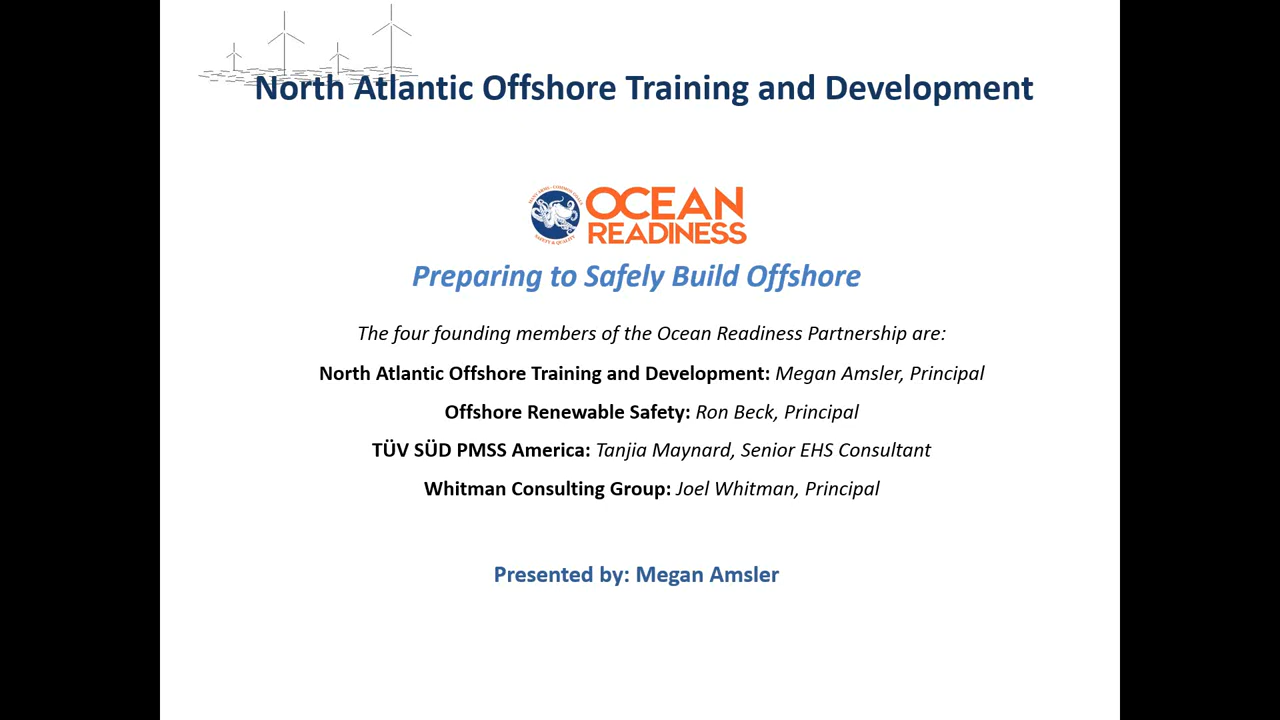 North Atlantic Offshore Training and Development
OCEAN
READINESS
SAFETY & QUALITY
Preparing to Safely Build Offshore
The four founding members of the Ocean Readiness Partnership are:
North Atlantic Offshore Training and Development: Megan Amsler, Principal
Offshore Renewable Safety: Ron Beck, Principal
TÜV SÜD PMSS America: Tanjia Maynard, Senior EHS Consultant
Whitman Consulting Group: Joel Whitman, Principal
Presented by: Megan Amsler